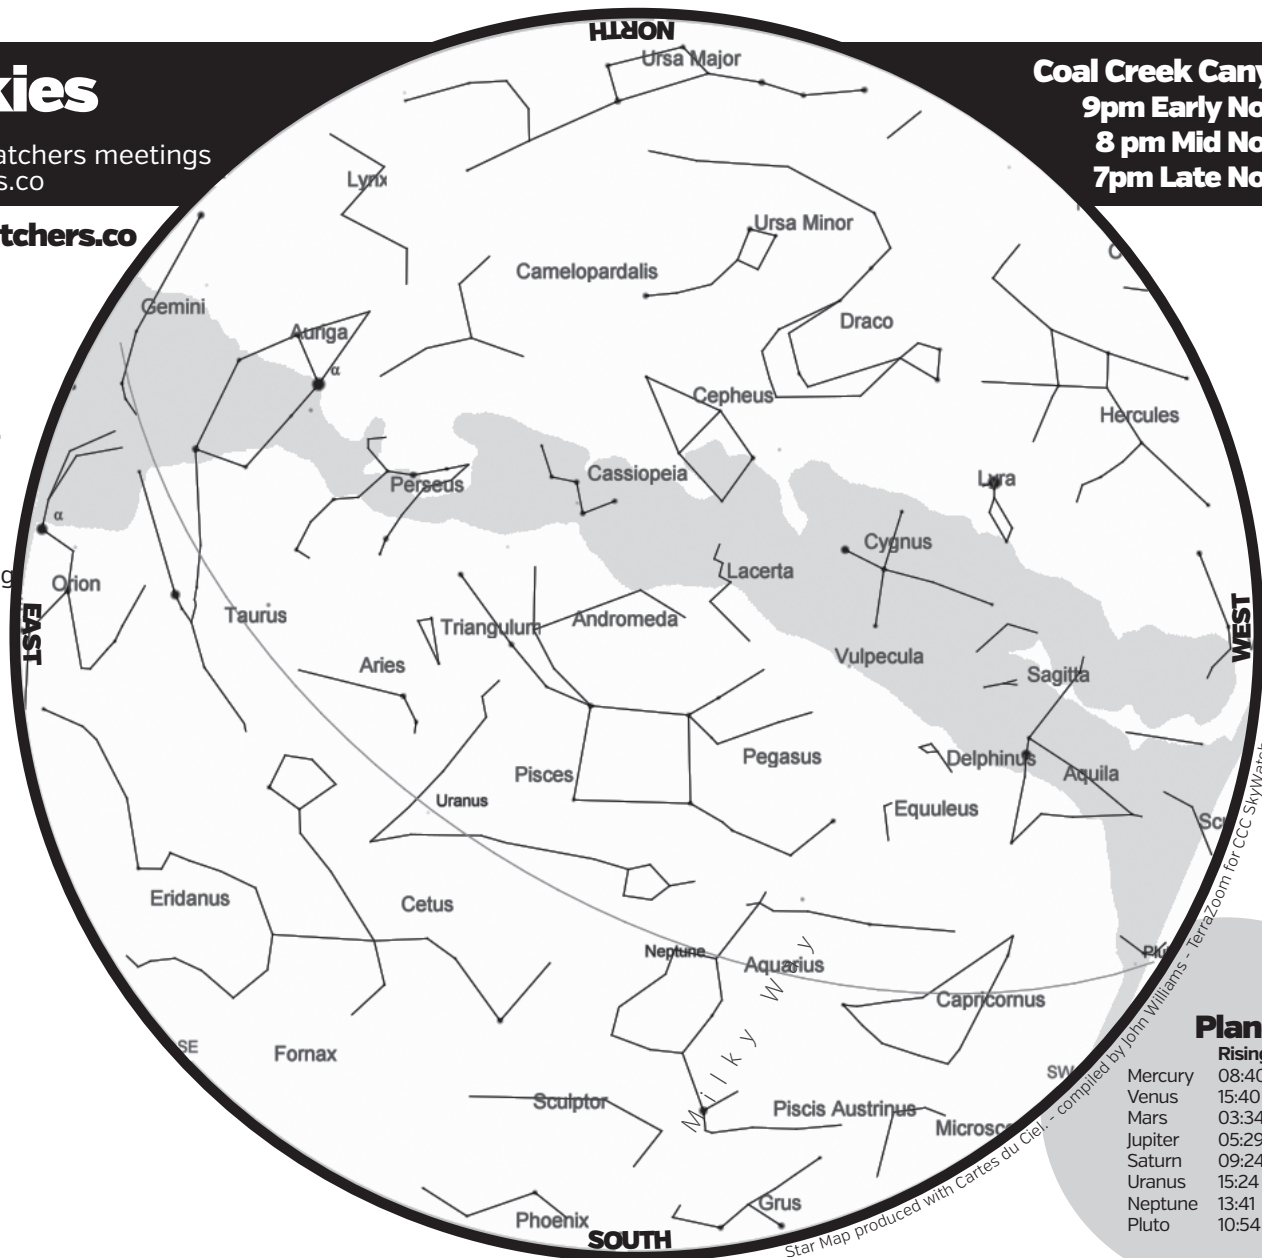 kies
atchers meetings
s.co
tchers.co
Coal Creek Cany
9pm Early No
8 pm Mid No
7pm Late No
NORTH
Ursa Major
Lynx
Ursa Minor
Camelopardalis
Gemini
Draco
Auriga
α
Cepheus
Hercules
Cassiopeia
Perseus
Lyra
α
Cygnus
Lacerta
Orion
g
EAST
Taurus
Triangulum
Andromeda
WEST
Vulpecula
Aries
Sagitta
Pegasus
Delphinus
Pisces
Aquila
Uranus
Equuleus
Scu
Eridanus
Cetus
Neptune
Aquarius
Plu
Milky Way
Capricornus
SE
Fornax
SW
Sculptor
Piscis Austrinus
Microsco
Grus
Phoenix
SOUTH
Star Map produced with Cartes du Ciel. - compiled by John Williams - TerraZoom for CCC SkyWatch
Plan
Rising
Mercury 08:40
Venus 15:40
Mars 03:34
Jupiter 05:29
Saturn 09:24
Uranus 15:24
Neptune 13:41
Pluto 10:54